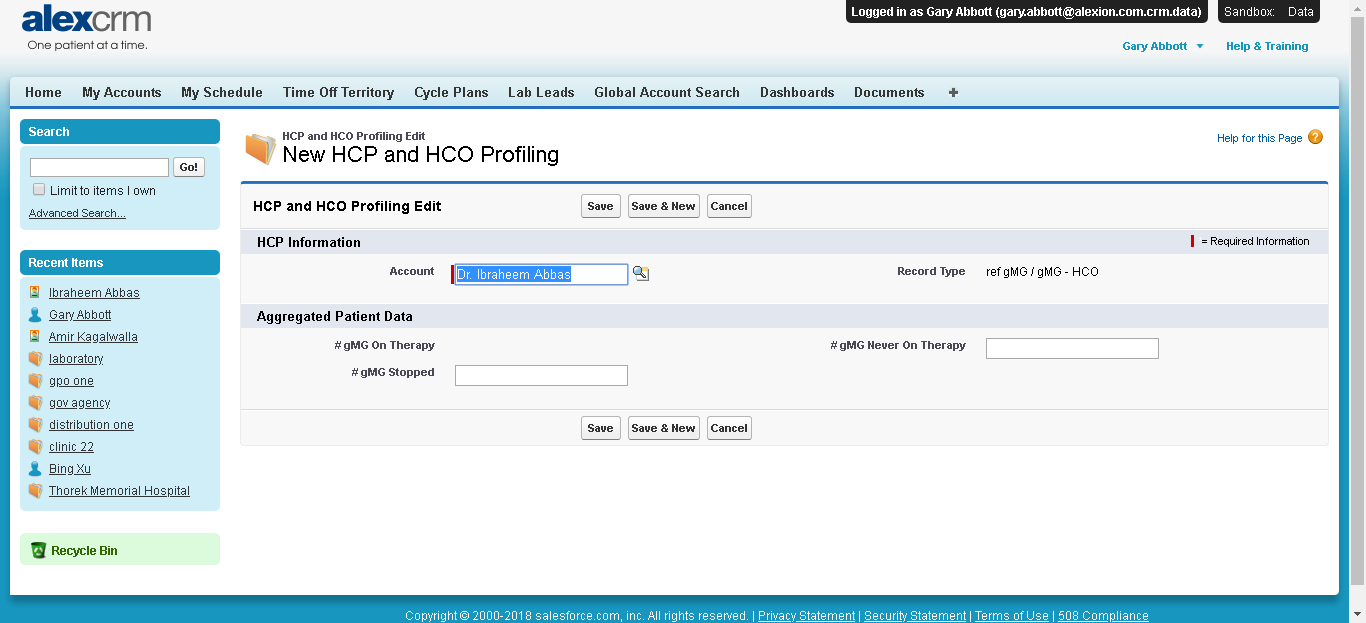 alexcrm
One patient at a time.
Logged in as Gary Abbott (gary.abbott@alexion.com.crm.data)
Sandbox: Data
Gary Abbott
Help & Training
Home My Accounts My Schedule Time Off Territory Cycle Plans Lab Leads Global Account Search Dashboards Documents +
Search
Go!
Limit to items I own
Advanced Search...
Recent Items
Ibraheem Abbas
Gary Abbott
Amir Kagalwalla
laboratory
gpo one
gov agency
distribution one
clinic 22
Bing Xu
Thorek Memorial Hospital
Recycle Bin
HCP and HCO Profiling Edit
New HCP and HCO Profiling
Help for this Page ?
HCP and HCO Profiling Edit Save Save & New Cancel
HCP Information = Required Information
Account Dr. Ibraheem Abbas Record Type ref gMG / gMG - HCO
Aggregated Patient Data
# gMG On Therapy # gMG Never On Therapy
# gMG Stopped
Save Save & New Cancel
Copyright © 2000-2018 salesforce.com, inc. All rights reserved. | Privacy Statement | Security Statement | Terms of Use | 508 Compliance